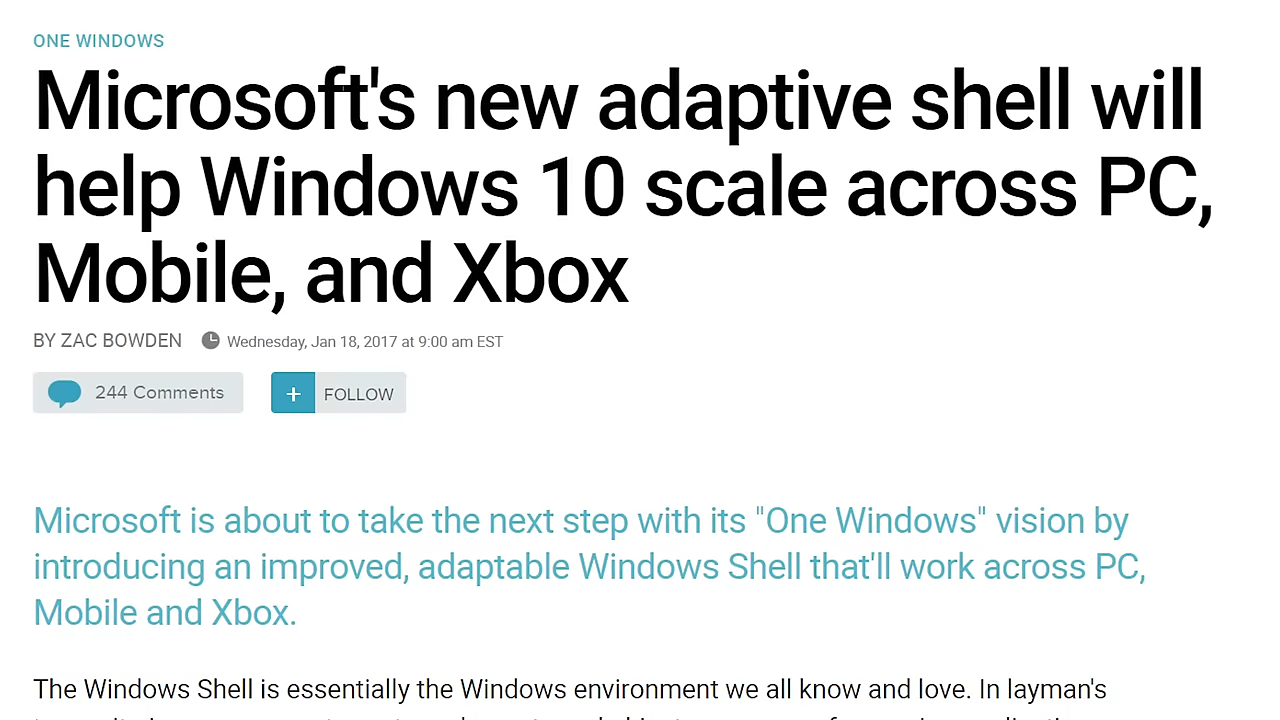 ONE WINDOWS
Microsoft's new adaptive shell will
help Windows 10 scale across PC,
Mobile, and Xbox
BY ZAC BOWDEN Wednesday, Jan 18, 2017 at 9:00 am EST
244 Comments + FOLLOW
Microsoft is about to take the next step with its "One Windows" vision by
introducing an improved, adaptable Windows Shell that'll work across PC,
Mobile and Xbox.
The Windows Shell is essentially the Windows environment we all know and love. In layman's